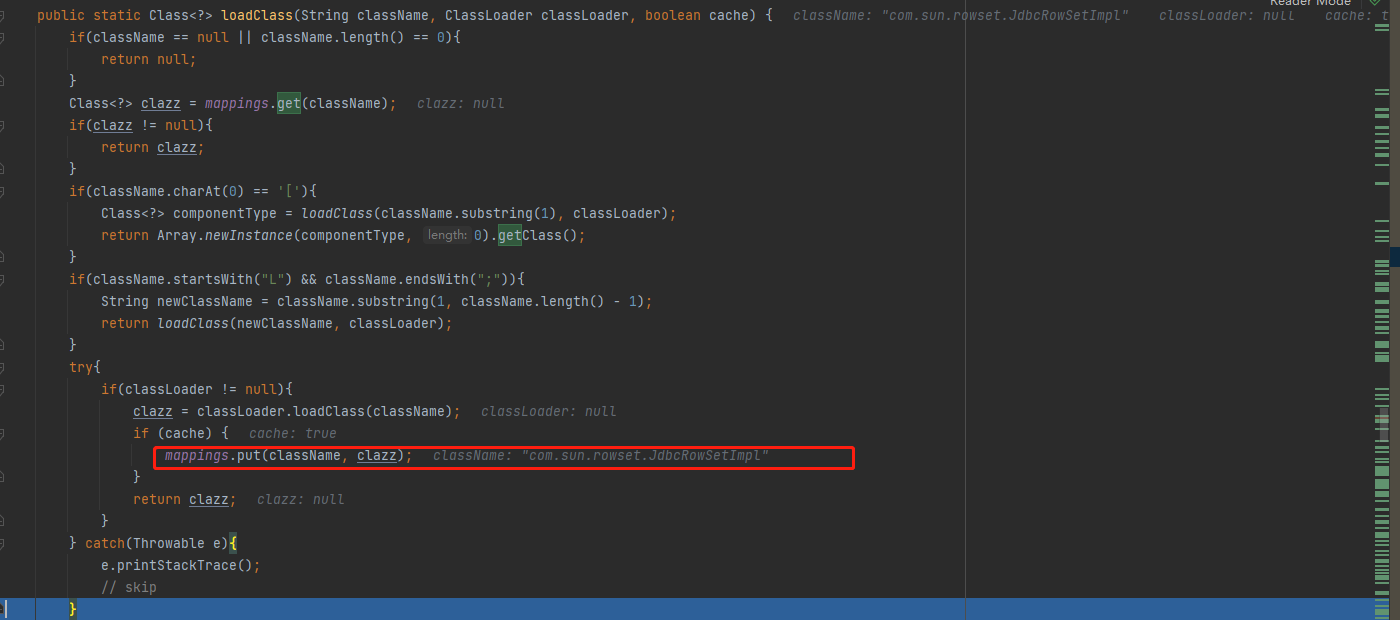 Reader Mode
public static Class<?> loadClass(String className, ClassLoader classLoader, boolean cache) {   className: "com.sun.rowset.JdbcRowSetImpl"   classLoader: null   cache: t
    if(className == null || className.length() == 0){
        return null;
    }
    Class<?> clazz = mappings.get(className);   clazz: null
    if(clazz != null){
        return clazz;
    }
    if(className.charAt(0) == '['){
        Class<?> componentType = loadClass(className.substring(1), classLoader);
        return Array.newInstance(componentType, length: 0).getClass();
    }
    if(className.startsWith("L") && className.endsWith(";")){
        String newClassName = className.substring(1, className.length() - 1);
        return loadClass(newClassName, classLoader);
    }
    try{
        if(classLoader != null){
            clazz = classLoader.loadClass(className);   classLoader: null
            if (cache) {   cache: true
                mappings.put(className, clazz);   className: "com.sun.rowset.JdbcRowSetImpl"
            }
            return clazz;   clazz: null
        }
    } catch(Throwable e){
        e.printStackTrace();
        // skip
    }